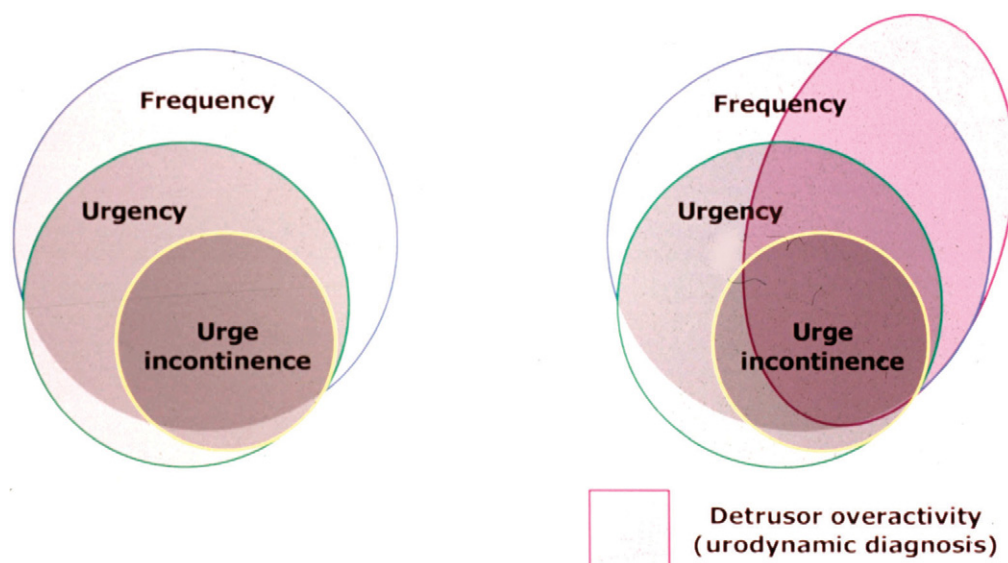 Frequency
Urgency
Urge
incontinence
Frequency
Urgency
Urge
incontinence
Detrusor overactivity
(urodynamic diagnosis)